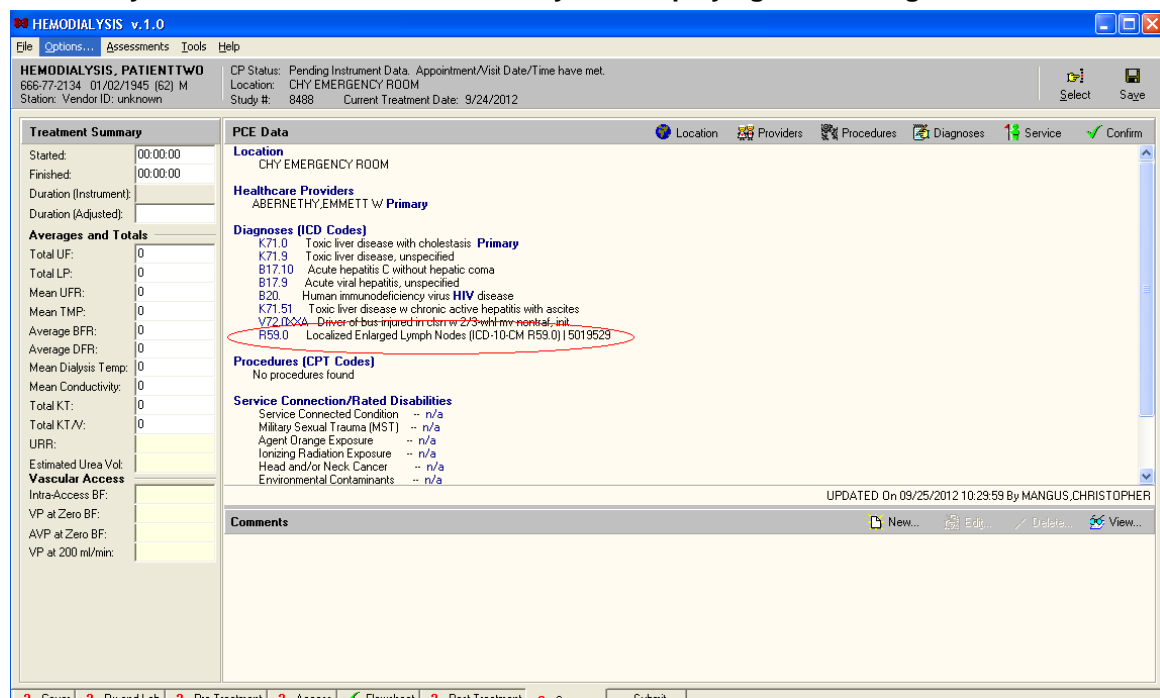 HEMODIALYSIS v.1.0
File Options... Assessments Tools Help
HEMODIALYSIS, PATIENTTWO
666-77-2134 01/02/1945 (62) M
Station: Vendor ID: unknown
CP Status: Pending Instrument Data. Appointment/Visit Date/Time have met.
Location: CHY EMERGENCY ROOM
Study #: 8488 Current Treatment Date: 9/24/2012
Select Save
Treatment Summary
Started: 00:00:00
Finished: 00:00:00
Duration (Instrument):
Duration (Adjusted):
Averages and Totals
Total UF: 0
Total LP: 0
Mean UFR: 0
Mean TMP: 0
Average BFR: 0
Average DFR: 0
Mean Dialysis Temp: 0
Mean Conductivity: 0
Total KT: 0
Total KT/V: 0
URR:
Estimated Urea Vol:
Vascular Access
Intra-Access BF:
VP at Zero BF:
AVP at Zero BF:
VP at 200 ml/min:
PCE Data Location Providers Procedures Diagnoses Service Confirm
Location
CHY EMERGENCY ROOM
Healthcare Providers
ABERNETHY,EMMETT W Primary
Diagnoses (ICD Codes)
K71.0 Toxic liver disease with cholestasis Primary
K71.9 Toxic liver disease, unspecified
B17.10 Acute hepatitis C without hepatic coma
B17.9 Acute viral hepatitis, unspecified
B20. Human immunodeficiency virus HIV disease
K71.51 Toxic liver disease w chronic active hepatitis with ascites
V72.0XXA Driver of bus injured in clsn w 2/3-whl mv nontraf, init
R59.0 Localized Enlarged Lymph Nodes (ICD-10-CM R59.0) | 5019529
Procedures (CPT Codes)
No procedures found
Service Connection/Rated Disabilities
Service Connected Condition -- n/a
Military Sexual Trauma (MST) -- n/a
Agent Orange Exposure -- n/a
Ionizing Radiation Exposure -- n/a
Head and/or Neck Cancer -- n/a
Environmental Contaminants -- n/a
UPDATED On 09/25/2012 10:29:59 By MANGUS,CHRISTOPHER
Comments New... Edit... Delete... View...